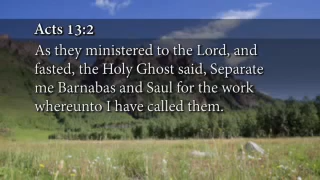 Acts 13:2
As they ministered to the Lord, and
fasted, the Holy Ghost said, Separate
me Barnabas and Saul for the work
whereunto I have called them.